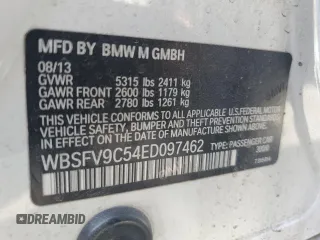 MFD BY BMW M GMBH
08/13
GVWR 5315 lbs 2411 kg
GAWR FRONT 2600 lbs 1179 kg
GAWR REAR 2780 lbs 1261 kg
THIS VEHICLE CONFORMS TO ALL APPLICABLE
FEDERAL MOTOR VEHICLE SAFETY, BUMPER,
AND THEFT PREVENTION STANDARDS
IN EFFECT ON THE DATE OF
MANUFACTURE SHOWN ABOVE.
WBSFV9C54ED097462 TYPE: PASSENGER CAR
DREAMBID
AutoBidMaster